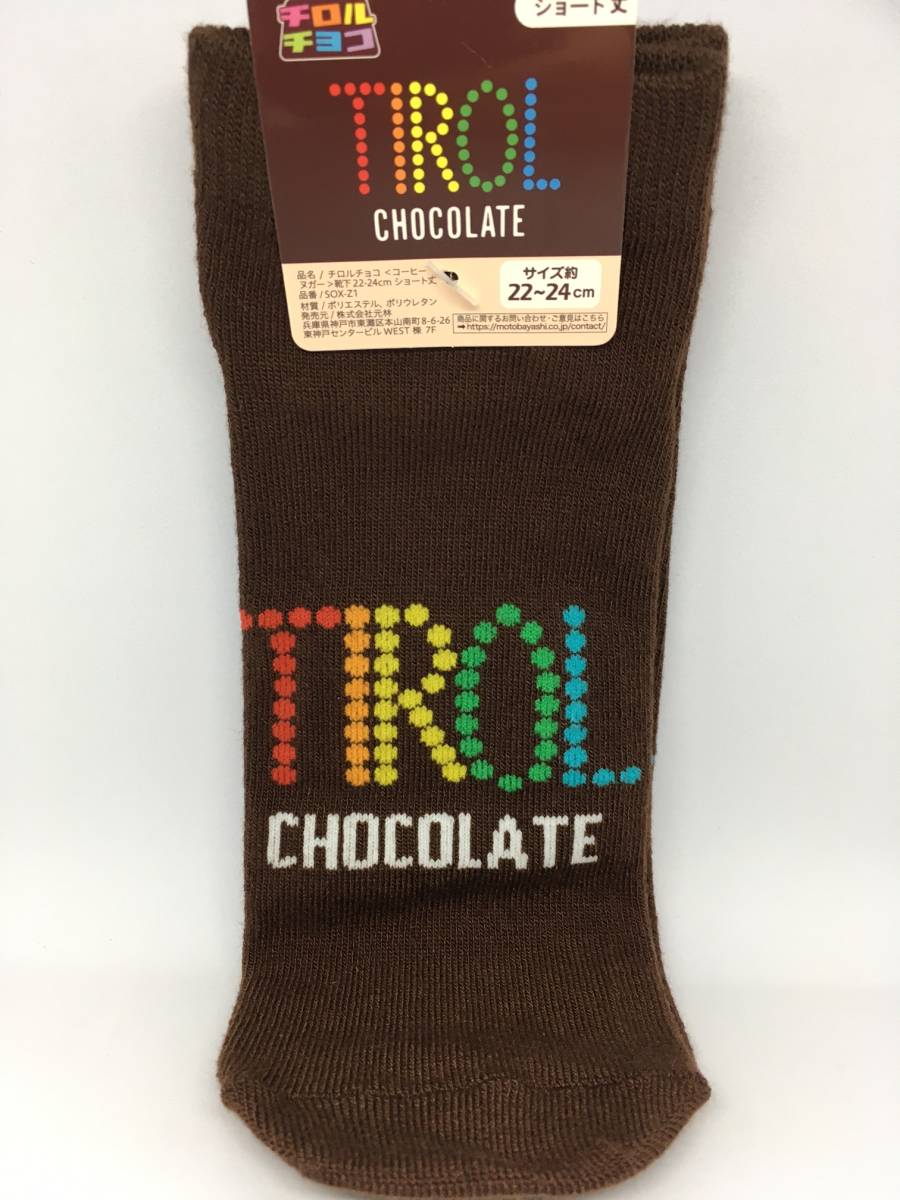 チロル
チョコ
ショート丈
TIROL
CHOCOLATE
品名 / チロルチョコ <コーヒー
ヌガー>靴下 22-24cm ショート丈
品番 / SOX-Z1
材質 / ポリエステル、ポリウレタン
発売元 / 株式会社元林
兵庫県神戸市東灘区本山南町8-6-26
東神戸センタービル WEST 棟 7F
サイズ約
22~24cm
商品に関するお問い合わせ・ご意見はこちら
➡https://motobayashi.co.jp/contact/
TIROL
CHOCOLATE